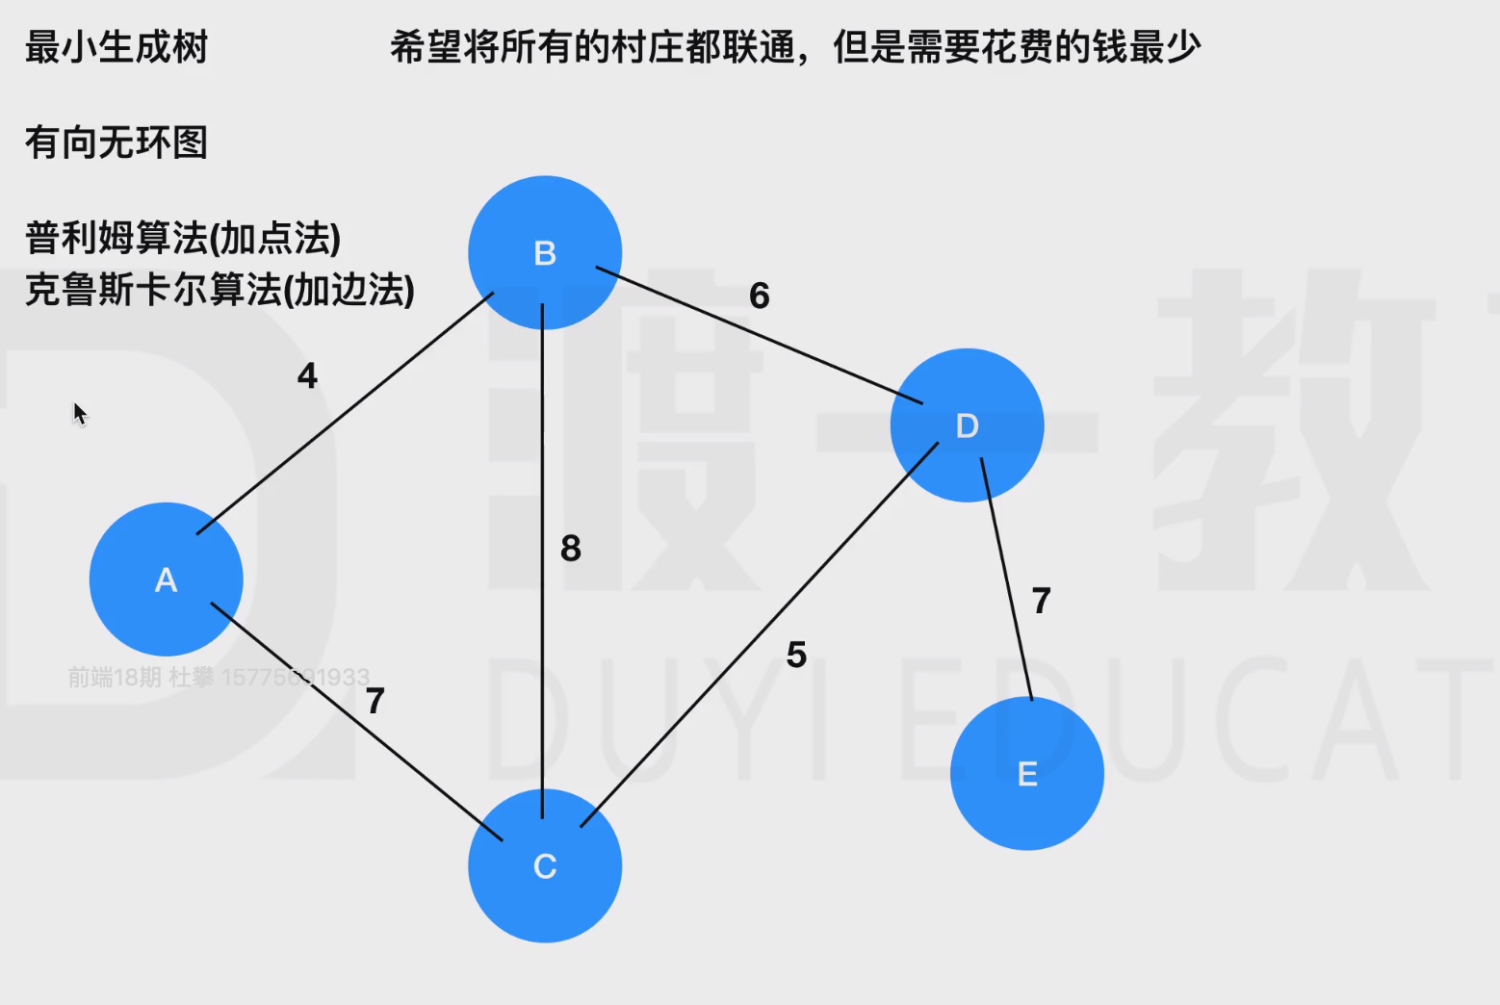 最小生成树
希望将所有的村庄都联通，但是需要花费的钱最少
有向无环图
普利姆算法(加点法)
克鲁斯卡尔算法(加边法)
B
6
4
D
8
A
7
5
前端18期 杜攀 15775691933
7
E
C
渡一教
DUYI EDUCAT